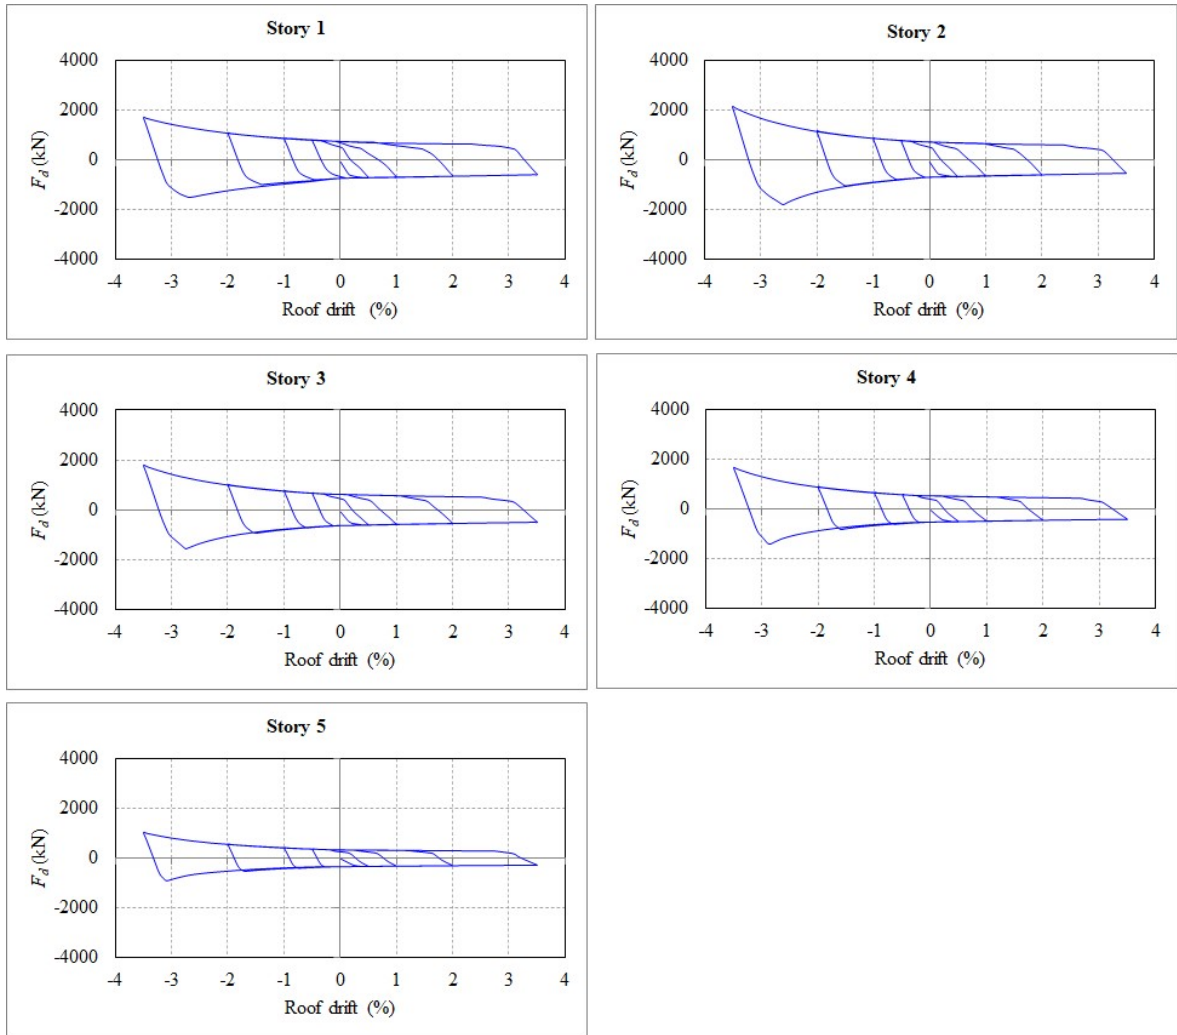 Story 1
4000
2000
0
-2000
-4000
F_d (kN)
-4 -3 -2 -1 0 1 2 3 4
Roof drift (%)
Story 2
4000
2000
0
-2000
-4000
F_d (kN)
-4 -3 -2 -1 0 1 2 3 4
Roof drift (%)
Story 3
4000
2000
0
-2000
-4000
F_d (kN)
-4 -3 -2 -1 0 1 2 3 4
Roof drift (%)
Story 4
4000
2000
0
-2000
-4000
F_d (kN)
-4 -3 -2 -1 0 1 2 3 4
Roof drift (%)
Story 5
4000
2000
0
-2000
-4000
F_d (kN)
-4 -3 -2 -1 0 1 2 3 4
Roof drift (%)